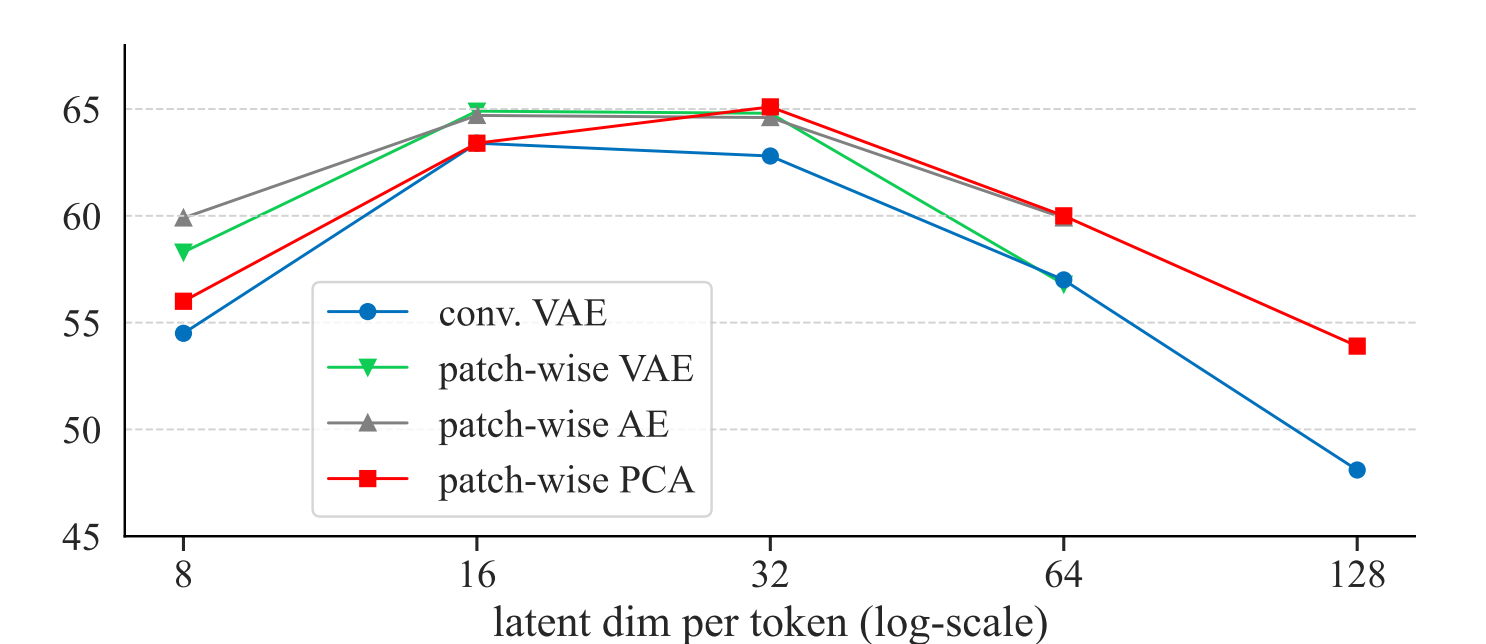 65
60
55
50
45
conv. VAE
patch-wise VAE
patch-wise AE
patch-wise PCA
8 16 32 64 128
latent dim per token (log-scale)